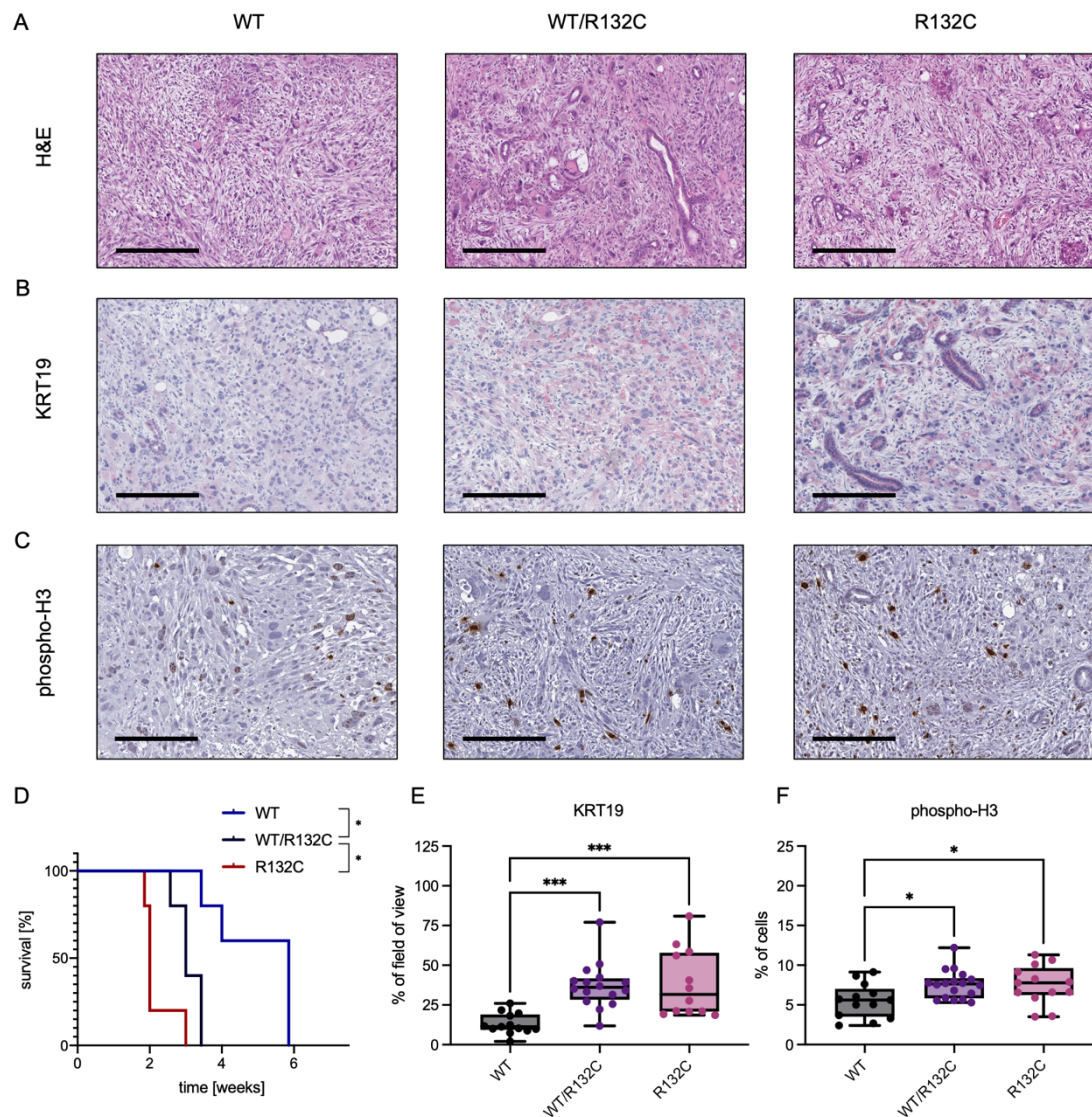 A
WT
WT/R132C
R132C
H&E
B
KRT19
C
phospho-H3
D
WT
*
WT/R132C
*
R132C
survival [%]
100
50
0
0
2
4
6
time [weeks]
E
KRT19
% of field of view
125
100
75
50
25
0
***
***
WT
WT/R132C
R132C
F
phospho-H3
% of cells
25
20
15
10
5
0
*
*
WT
WT/R132C
R132C